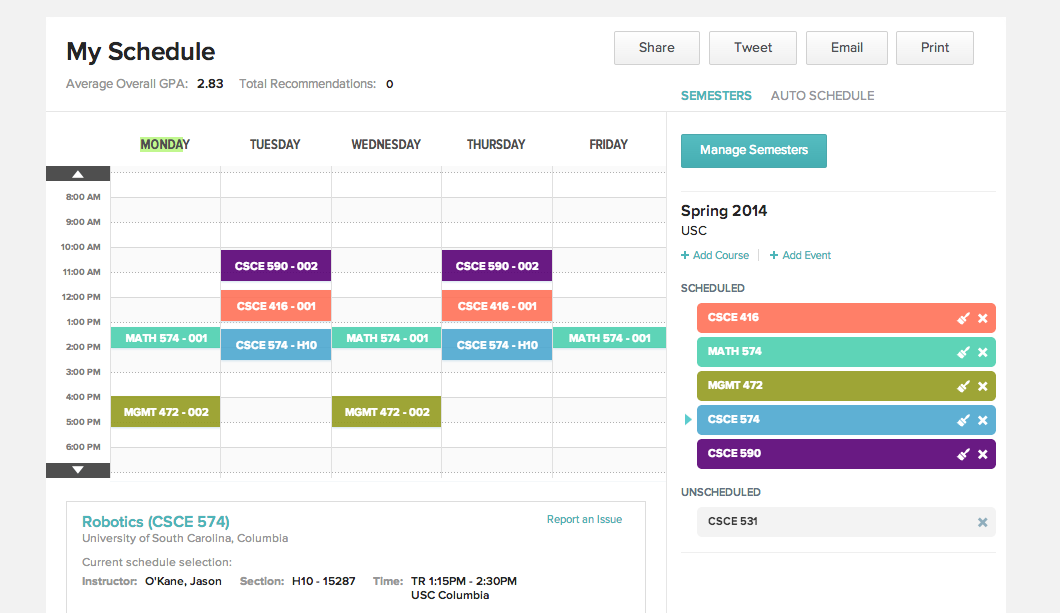 My Schedule
Share
Tweet
Email
Print
Average Overall GPA: 2.83 Total Recommendations: 0
SEMESTERS AUTO SCHEDULE
MONDAY TUESDAY WEDNESDAY THURSDAY FRIDAY
8:00 AM
9:00 AM
10:00 AM
11:00 AM
12:00 PM
1:00 PM
2:00 PM
3:00 PM
4:00 PM
5:00 PM
6:00 PM
CSCE 590 - 002 CSCE 590 - 002
CSCE 416 - 001 CSCE 416 - 001
MATH 574 - 001 CSCE 574 - H10 MATH 574 - 001 CSCE 574 - H10 MATH 574 - 001
MGMT 472 - 002 MGMT 472 - 002
Manage Semesters
Spring 2014
USC
+ Add Course + Add Event
SCHEDULED
CSCE 416
MATH 574
MGMT 472
CSCE 574
CSCE 590
UNSCHEDULED
CSCE 531
Robotics (CSCE 574)
Report an Issue
University of South Carolina, Columbia
Current schedule selection:
Instructor: O'Kane, Jason Section: H10 - 15287 Time: TR 1:15PM - 2:30PM
USC Columbia